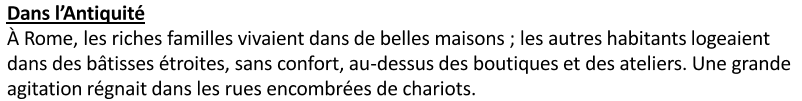 Dans l’Antiquité
À Rome, les riches familles vivaient dans de belles maisons ; les autres habitants logeaient
dans des bâtisses étroites, sans confort, au-dessus des boutiques et des ateliers. Une grande
agitation régnait dans les rues encombrées de chariots.